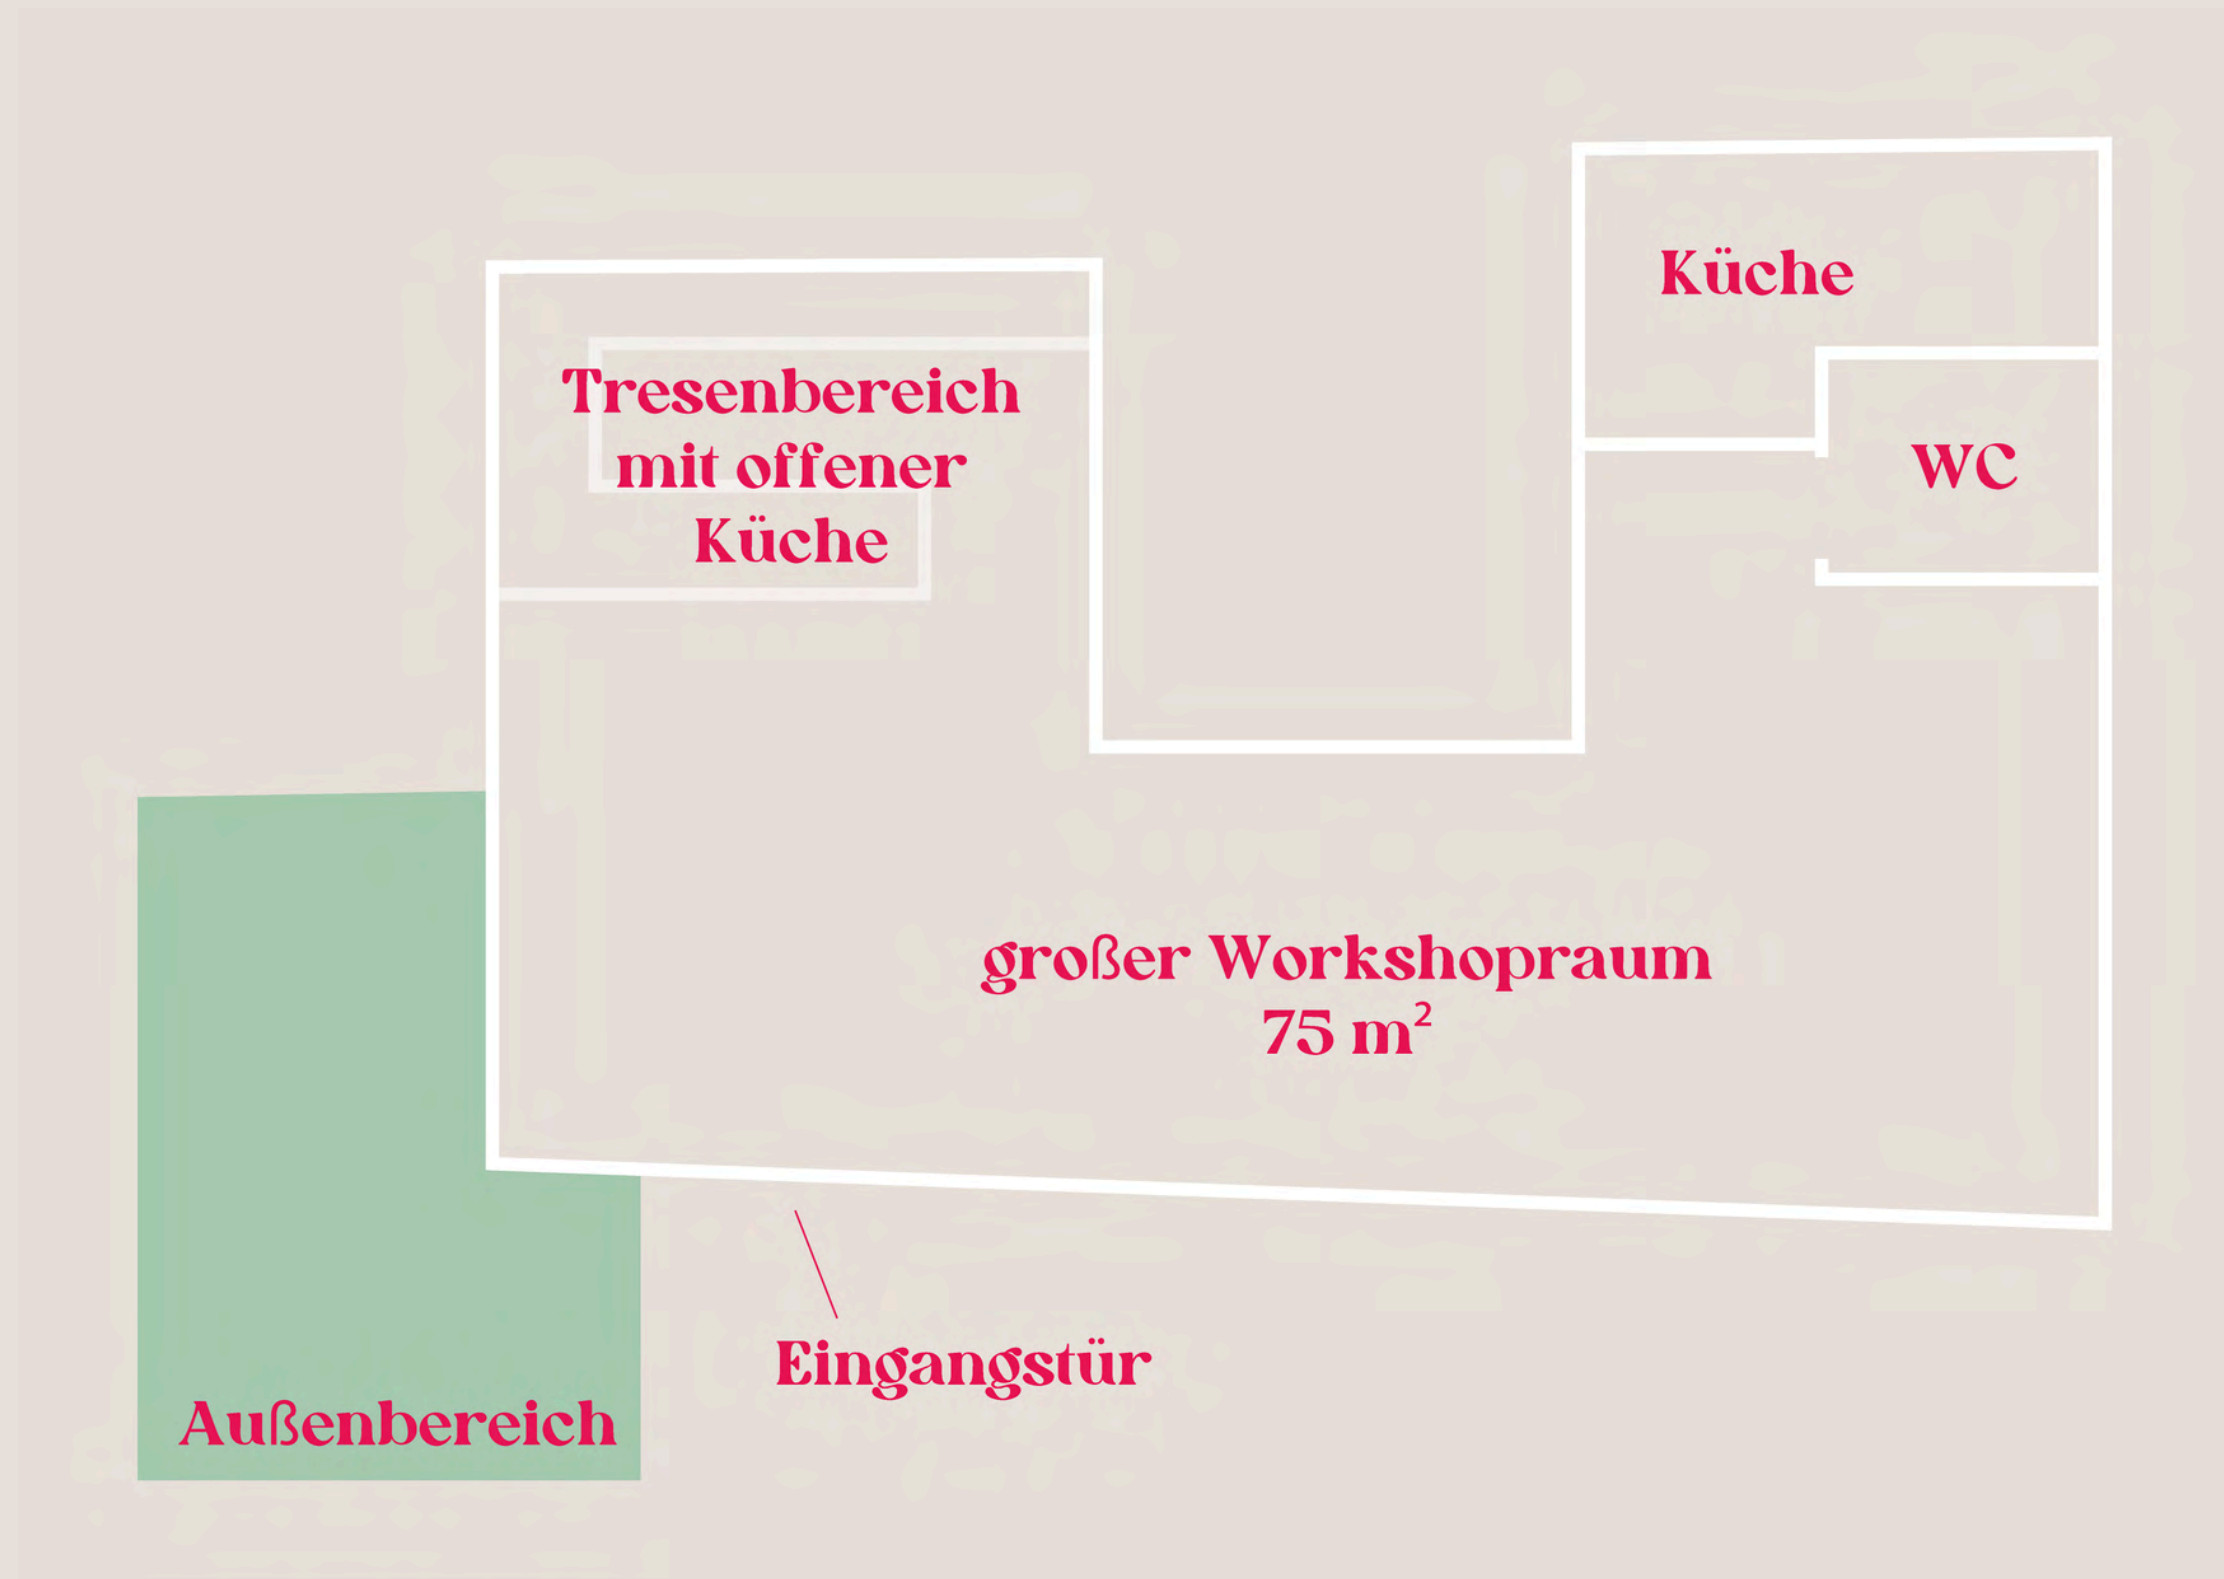 Küche
Tresenbereich
mit offener
Küche
WC
großer Workshopraum
75 m²
Eingangstür
Außenbereich